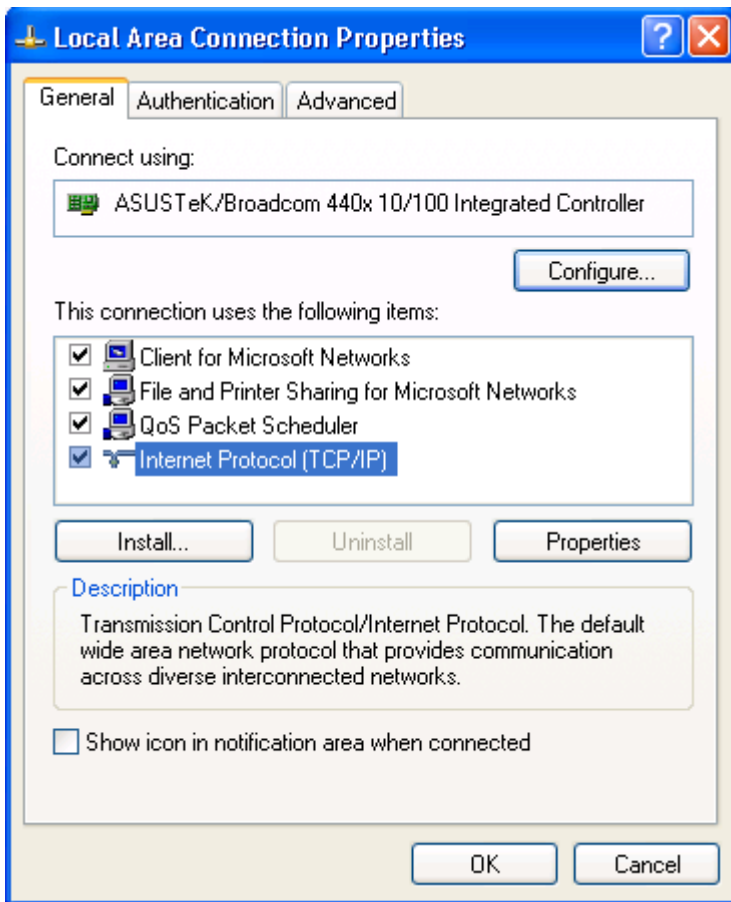 Local Area Connection Properties
General Authentication Advanced
Connect using:
ASUSTeK/Broadcom 440x 10/100 Integrated Controller
Configure...
This connection uses the following items:
Client for Microsoft Networks
File and Printer Sharing for Microsoft Networks
QoS Packet Scheduler
Internet Protocol (TCP/IP)
Install... Uninstall Properties
Description
Transmission Control Protocol/Internet Protocol. The default
wide area network protocol that provides communication
across diverse interconnected networks.
Show icon in notification area when connected
OK Cancel